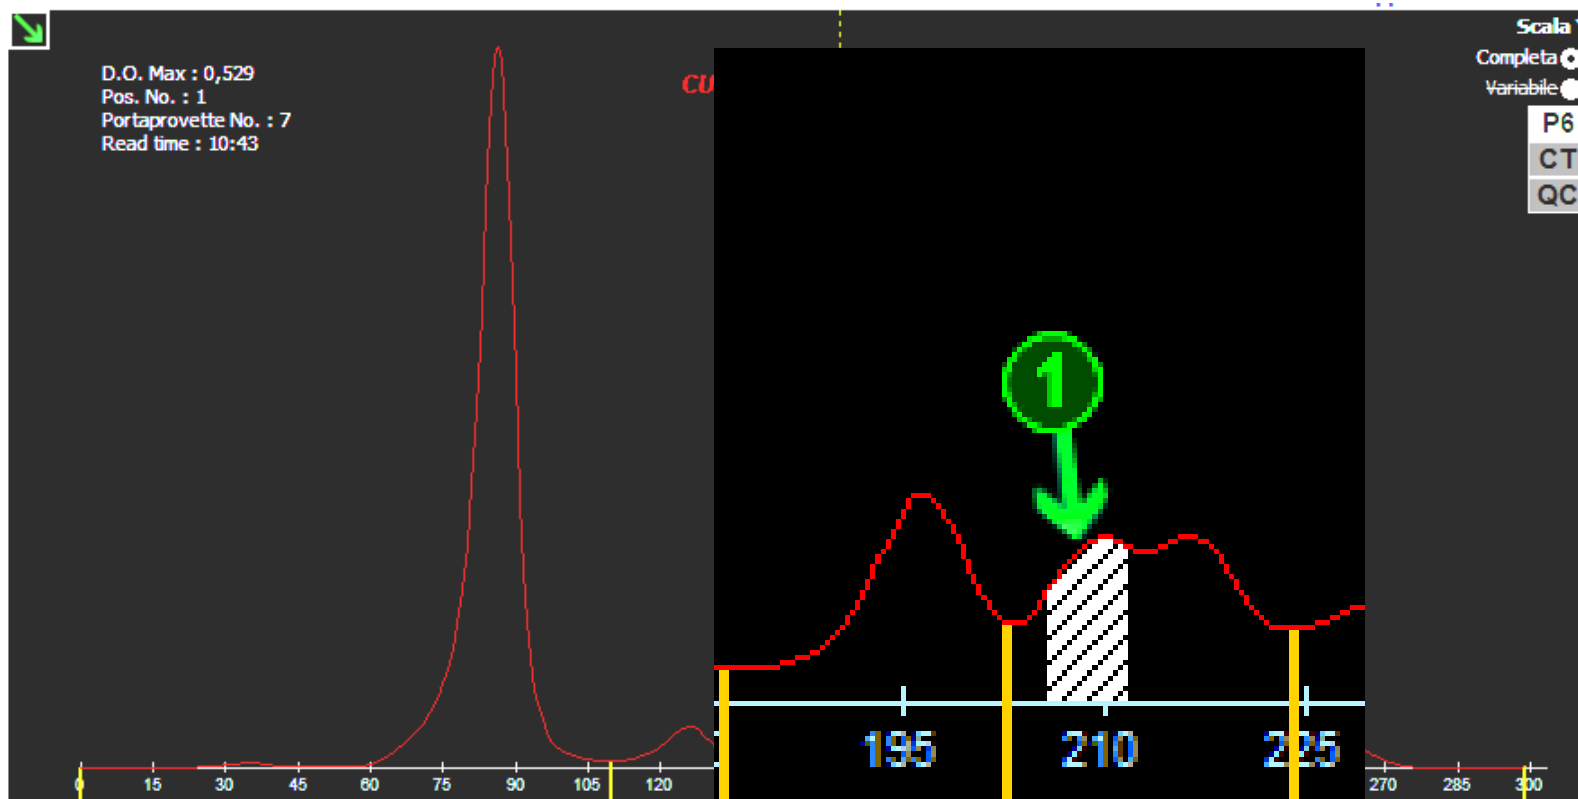 Scala
Completa
Variabile
D.O. Max : 0,529
Pos. No. : 1
Portaprovette No. : 7
Read time : 10:43
CU
P6
CT
QC
1
195 210 225
0 15 30 45 60 75 90 105 120 270 285 300